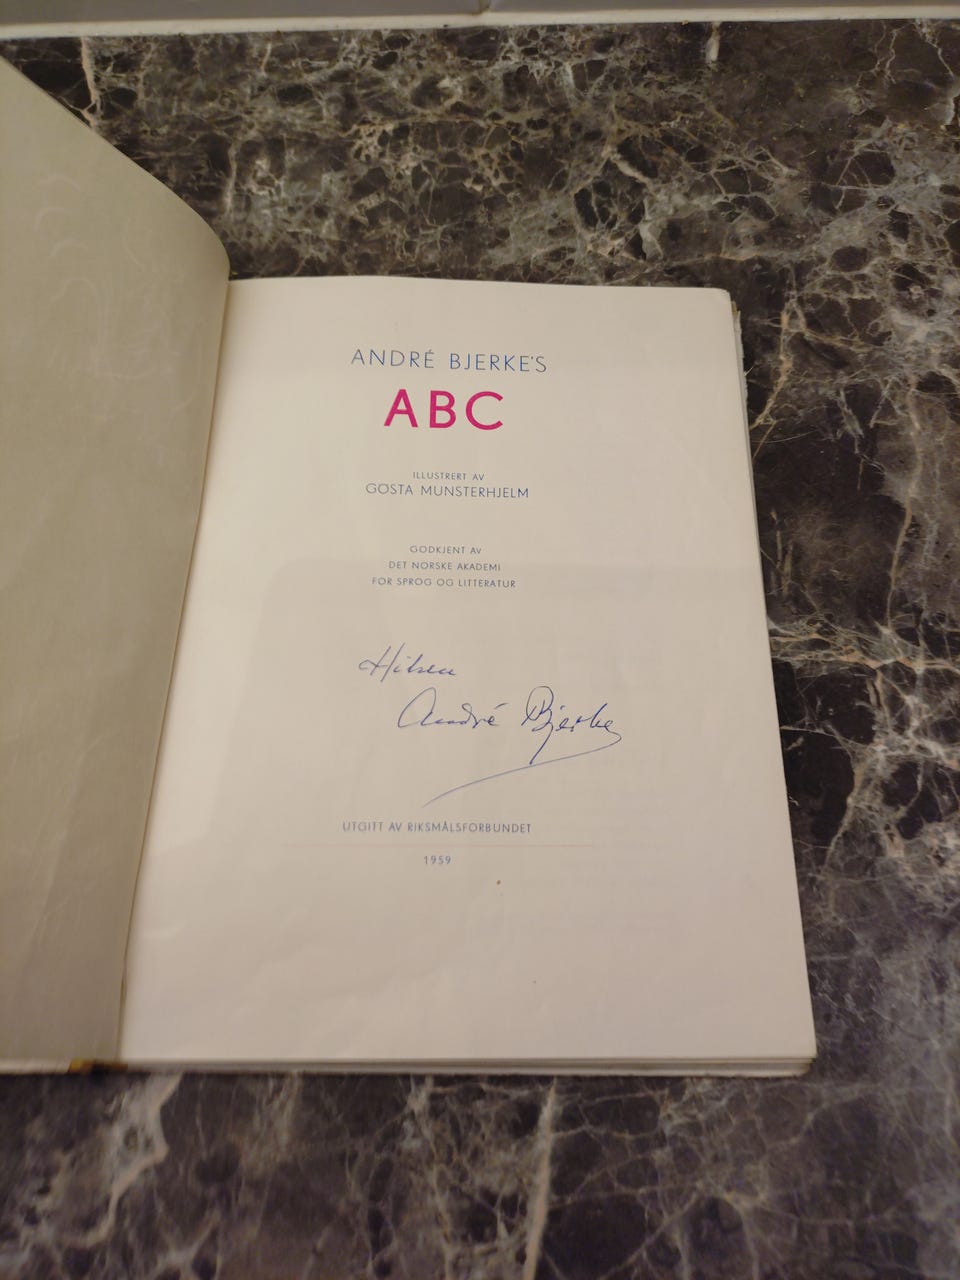 ANDRÉ BJERKE'S
ABC
ILLUSTRERT AV
GÖSTA MUNSTERHJELM
GODKJENT AV
DET NORSKE AKADEMI
FOR SPROG OG LITTERATUR
Hilsen
André Bjerke
UTGITT AV RIKSMÅLSFORBUNDET
1959